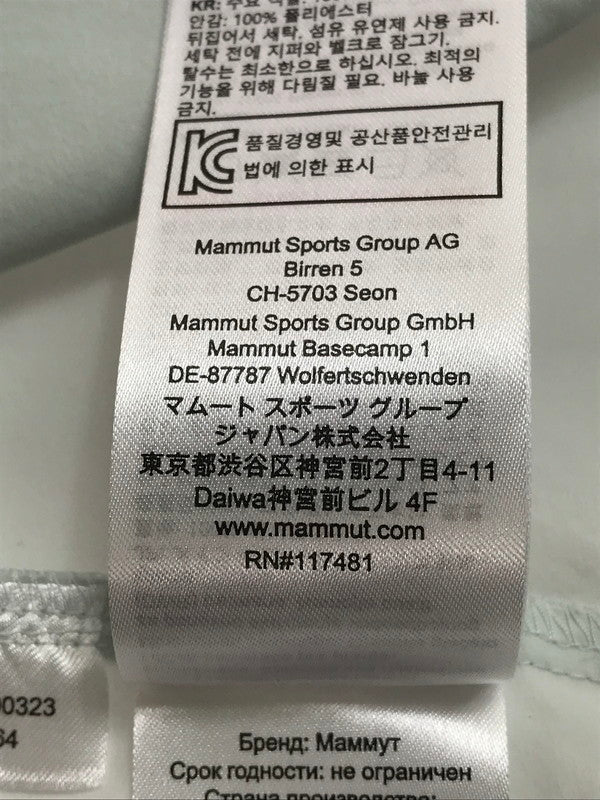 안감: 100% 폴리에스터
뒤집어서 세탁. 섬유 유연제 사용 금지.
세탁 전에 지퍼와 벨크로 잠그기.
탈수는 최소한으로 하십시오. 최적의
기능을 위해 다림질 필요. 바늘 사용
금지.
품질경영및 공산품안전관리
법에 의한 표시
Mammut Sports Group AG
Birren 5
CH-5703 Seon
Mammut Sports Group GmbH
Mammut Basecamp 1
DE-87787 Wolfertschwenden
マムート スポーツ グループ
ジャパン株式会社
東京都渋谷区神宮前2丁目4-11
Daiwa神宮前ビル 4F
www.mammut.com
RN#117481
Бренд: Маммут
Срок годности: не ограничен
Страна производство: